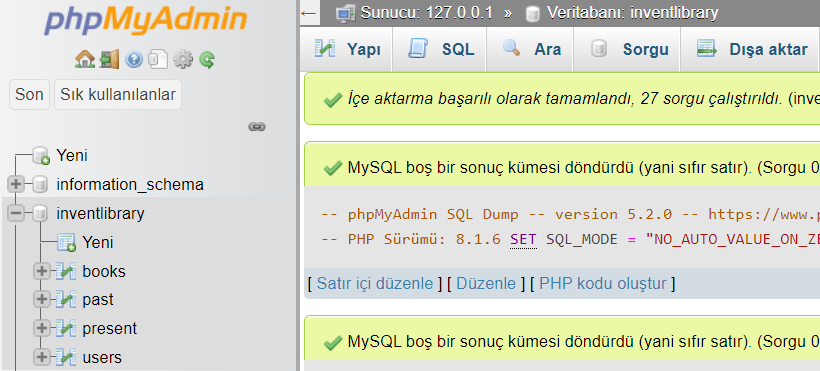 phpMyAdmin
Son
Sık kullanılanlar
Yeni
information_schema
inventlibrary
Yeni
books
past
present
users
Sunucu: 127.0.0.1 » Veritabanı: inventlibrary
Yapı SQL Ara Sorgu Dışa aktar
İçe aktarma başarılı olarak tamamlandı, 27 sorgu çalıştırıldı. (inve
MySQL boş bir sonuç kümesi döndürdü (yani sıfır satır). (Sorgu 0
-- phpMyAdmin SQL Dump -- version 5.2.0 -- https://www.p
-- PHP Sürümü: 8.1.6 SET SQL_MODE = "NO_AUTO_VALUE_ON_ZE
[ Satır içi düzenle ] [ Düzenle ] [ PHP kodu oluştur ]
MySQL boş bir sonuç kümesi döndürdü (yani sıfır satır). (Sorgu 0